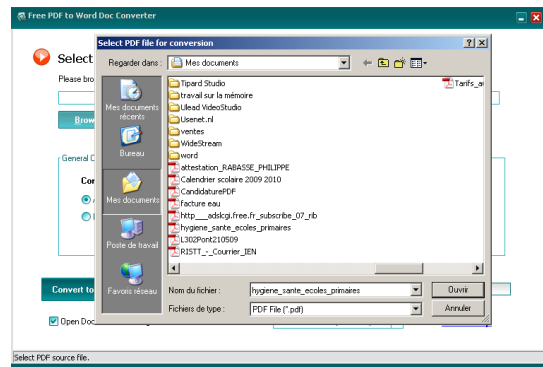 Free PDF to Word Doc Converter
Select PDF file for conversion
Select
Regarder dans :
Mes documents
Please bro
Brow
General
Con
Convert to
Open Doc
Mes documents récents
Bureau
Mes documents
Poste de travail
Favoris réseau
Tipard Studio
travail sur la mémoire
Ulead VideoStudio
Usenet.nl
ventes
WideStream
word
attestation_RABASSE_PHILIPPE
Calendrier scolaire 2009 2010
CandidaturePDF
facture eau
http___adslcgi.free.fr_subscribe_07_rib
hygiene_sante_ecoles_primaires
L302Pont210509
RISTT_-_Courrier_IEN
Tarifs_au
Nom du fichier :
hygiene_sante_ecoles_primaires
Ouvrir
Fichiers de type :
PDF File (*.pdf)
Annuler
Select PDF source file.